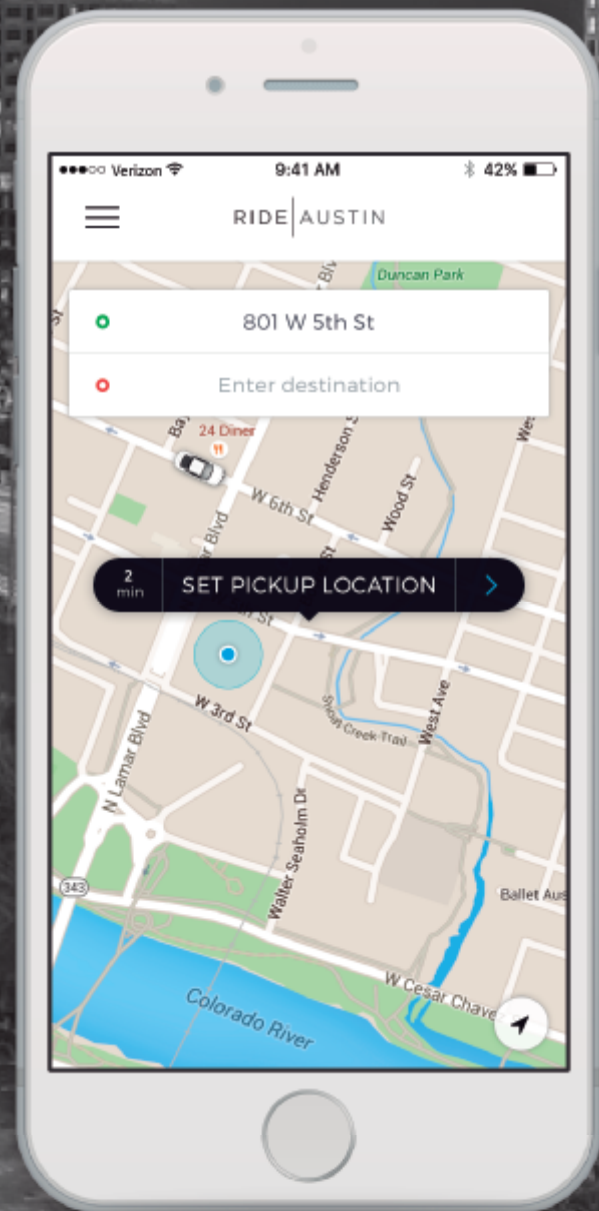 Verizon
9:41 AM
42%
RIDE AUSTIN
Duncan Park
801 W 5th St
Enter destination
24 Diner
Henderson S
W 6th St
Wood St
r Blvd
2
min
SET PICKUP LOCATION
St
W 3rd St
Shoal Creek Trail
West Ave
N Lamar Blvd
Walter Seaholm Dr
343
Ballet Aus
W Cesar Chave
Colorado River